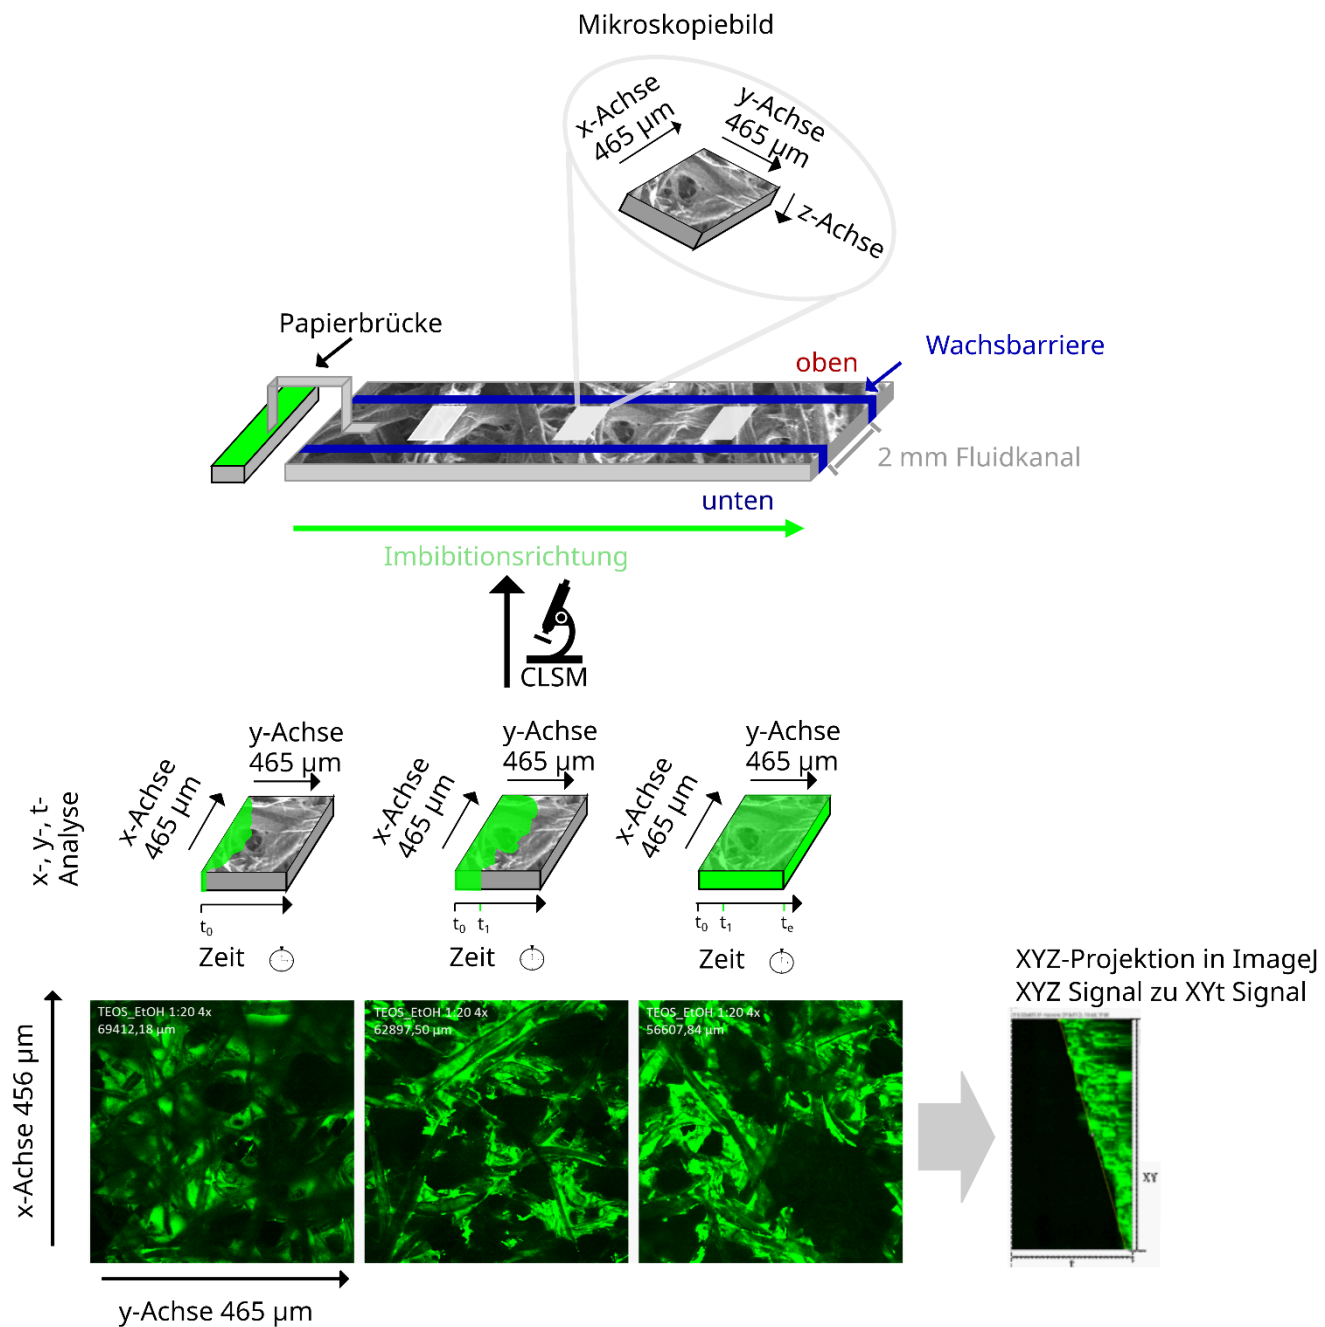 Mikroskopiebild
x-Achse
465 µm
y-Achse
465 µm
z-Achse
Papierbrücke
oben
Wachsbarriere
2 mm Fluidkanal
unten
Imbibitionsrichtung
CLSM
x-, y-, t-
Analyse
x-Achse
465 µm
y-Achse
465 µm
t₀
Zeit
x-Achse
465 µm
y-Achse
465 µm
t₀ t₁
Zeit
x-Achse
465 µm
y-Achse
465 µm
t₀ t₁ tₑ
Zeit
x-Achse 456 µm
TEOS_EtOH 1:20 4x
69412,18 µm
TEOS_EtOH 1:20 4x
62897,50 µm
TEOS_EtOH 1:20 4x
56607,84 µm
y-Achse 465 µm
XYZ-Projektion in ImageJ
XYZ Signal zu XYt Signal
XY
t